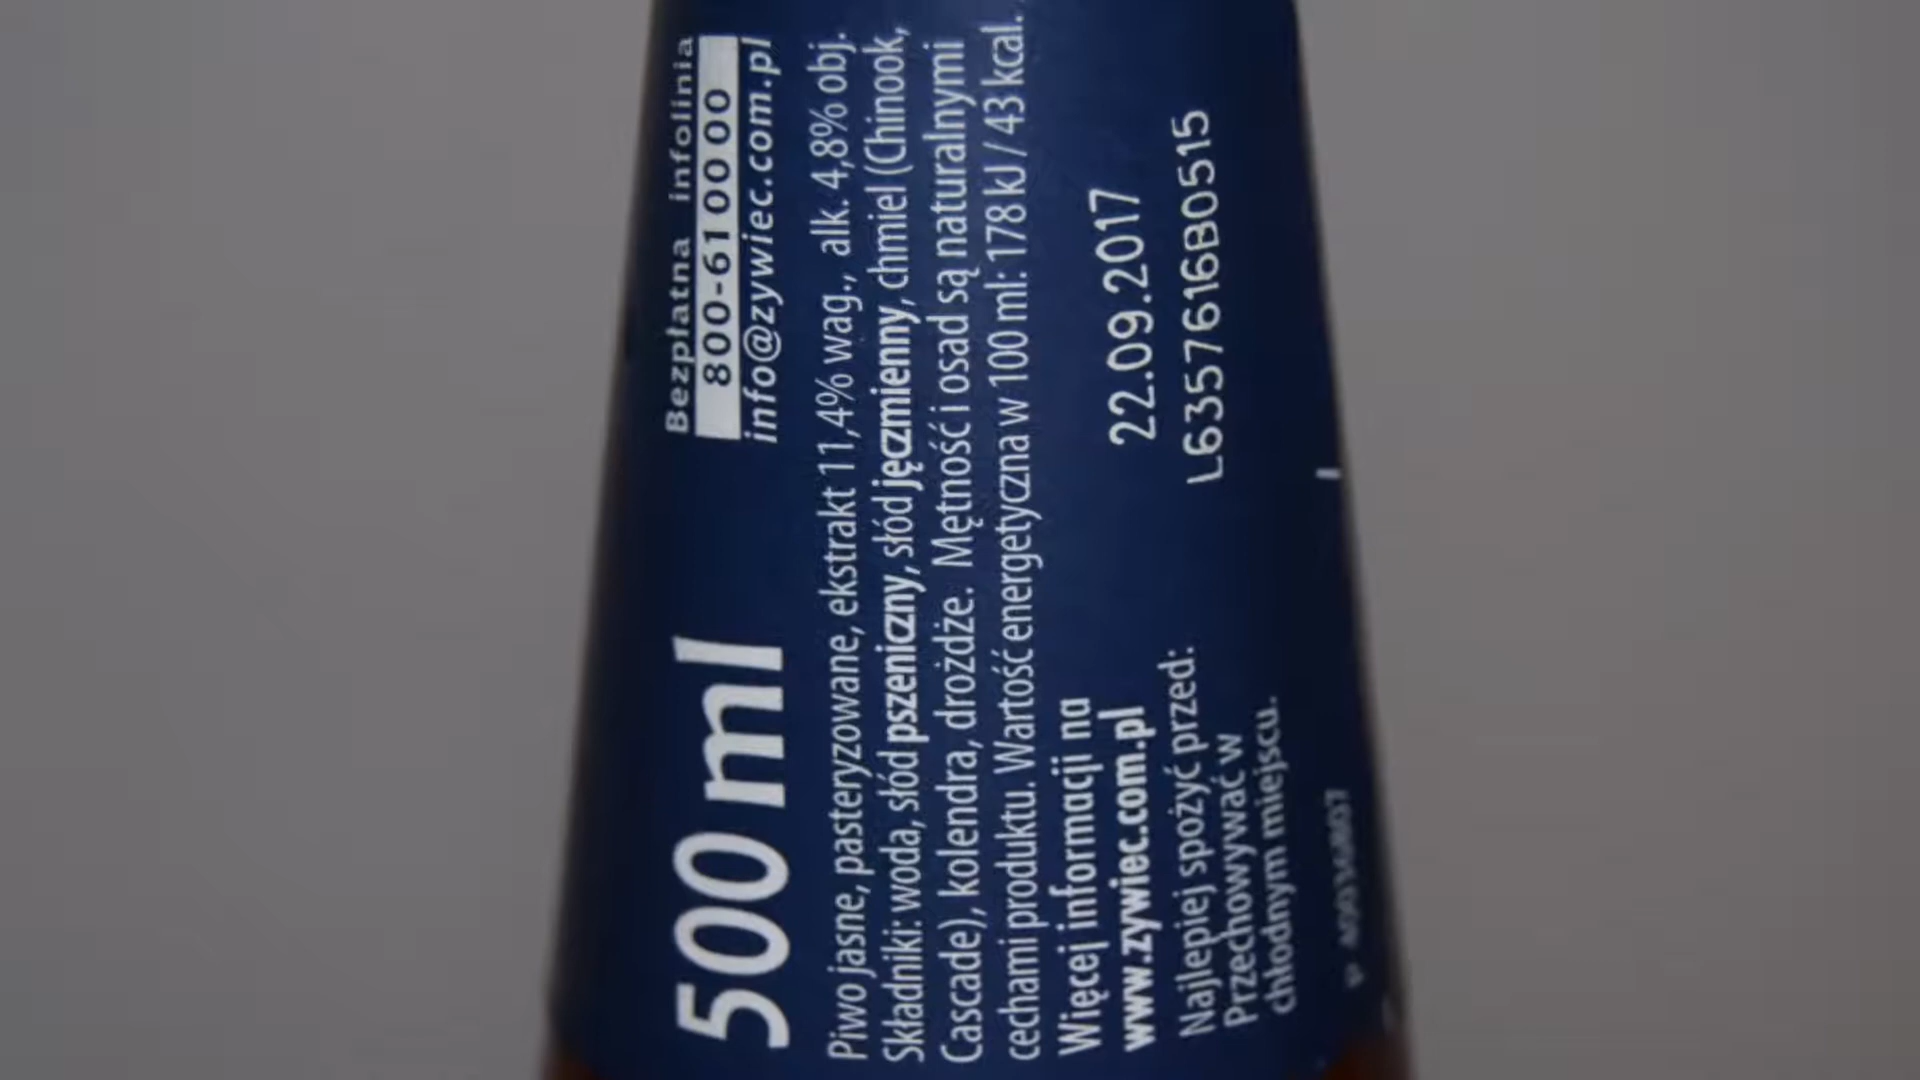 Bezpłatna infolinia
800-61 00 00
info@zywiec.com.pl
500 ml
Piwo jasne, pasteryzowane, ekstrakt 11,4% wag., alk. 4,8% obj.
Składniki: woda, słód pszeniczny, słód jęczmienny, chmiel (Chinook,
Cascade), kolendra, drożdże. Mętność i osad są naturalnymi
cechami produktu. Wartość energetyczna w 100 ml: 178 kJ / 43 kcal.
Więcej informacji na
www.zywiec.com.pl
Najlepiej spożyć przed:
Przechowywać w
chłodnym miejscu.
22.09.2017
L6357616B0515
P